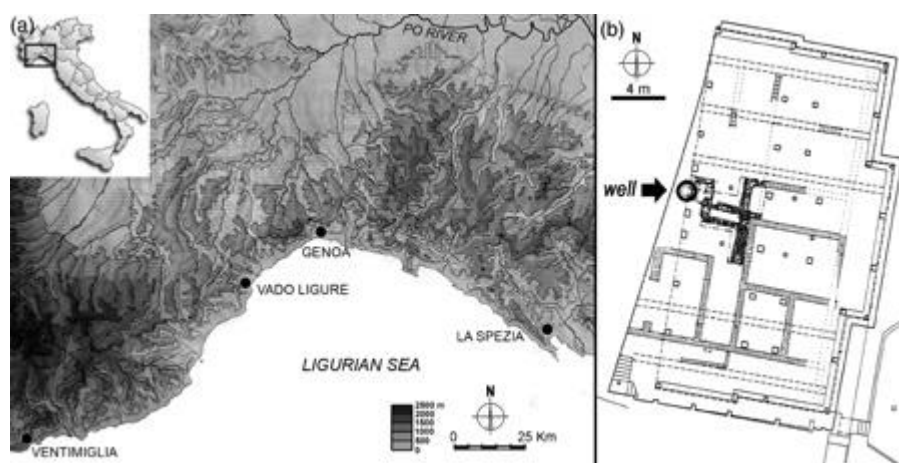 (a)
PO RIVER
GENOA
VADO LIGURE
LA SPEZIA
LIGURIAN SEA
VENTIMIGLIA
2500 m
2000
1500
1000
500
0
N
0 25 Km
(b)
N
4 m
well